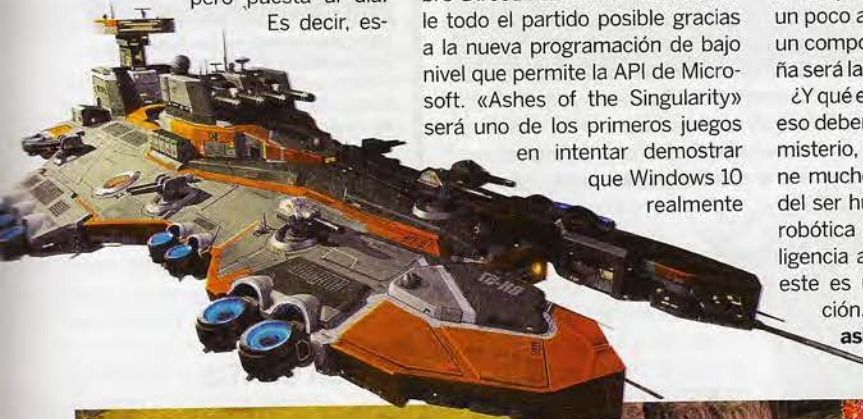 pero puesta al día.
Es decir, es-
le todo el partido posible gracias
a la nueva programación de bajo
nivel que permite la API de Micro-
soft. «Ashes of the Singularity»
será uno de los primeros juegos
en intentar demostrar
que Windows 10
realmente
un poco a
un compo
ña será la
¿Y qué e
eso deber
misterio,
ne mucho
del ser hu
robótica
ligencia a
este es
ción.
as